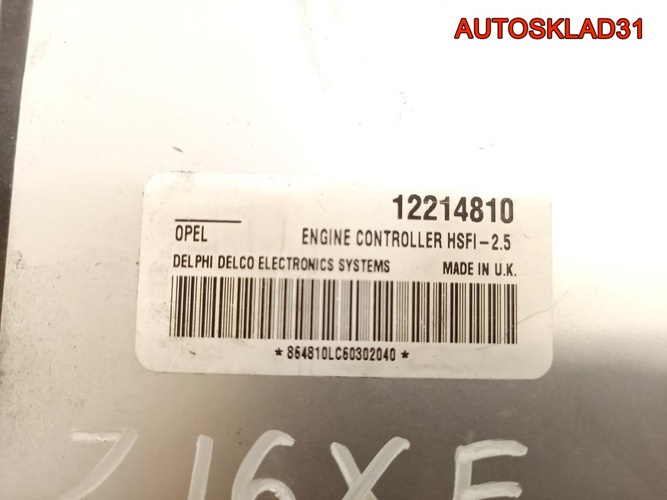 AUTOSKLAD31
12214810
OPEL ENGINE CONTROLLER HSFI-2.5
DELPHI DELCO ELECTRONICS SYSTEMS MADE IN U.K.
*864810LC60302040*
Z16XE